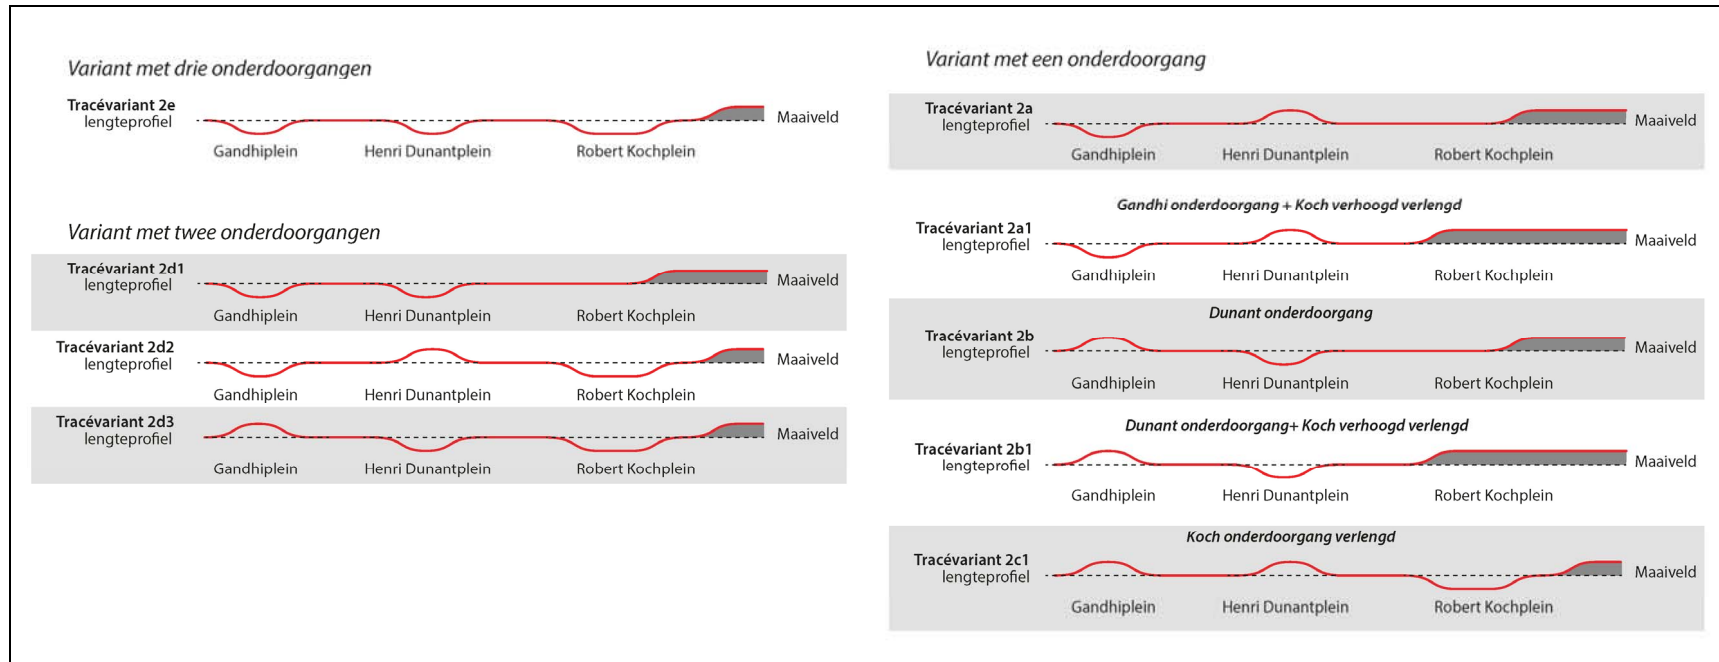 Variant met drie onderdoorgangen
Tracévariant 2e
lengteprofiel
Maaiveld
Gandhiplein Henri Dunantplein Robert Kochplein
Variant met twee onderdoorgangen
Tracévariant 2d1
lengteprofiel
Maaiveld
Gandhiplein Henri Dunantplein Robert Kochplein
Tracévariant 2d2
lengteprofiel
Maaiveld
Gandhiplein Henri Dunantplein Robert Kochplein
Tracévariant 2d3
lengteprofiel
Maaiveld
Gandhiplein Henri Dunantplein Robert Kochplein
Variant met een onderdoorgang
Tracévariant 2a
lengteprofiel
Maaiveld
Gandhiplein Henri Dunantplein Robert Kochplein
Gandhi onderdoorgang + Koch verhoogd verlengd
Tracévariant 2a1
lengteprofiel
Maaiveld
Gandhiplein Henri Dunantplein Robert Kochplein
Dunant onderdoorgang
Tracévariant 2b
lengteprofiel
Maaiveld
Gandhiplein Henri Dunantplein Robert Kochplein
Dunant onderdoorgang+ Koch verhoogd verlengd
Tracévariant 2b1
lengteprofiel
Maaiveld
Gandhiplein Henri Dunantplein Robert Kochplein
Koch onderdoorgang verlengd
Tracévariant 2c1
lengteprofiel
Maaiveld
Gandhiplein Henri Dunantplein Robert Kochplein